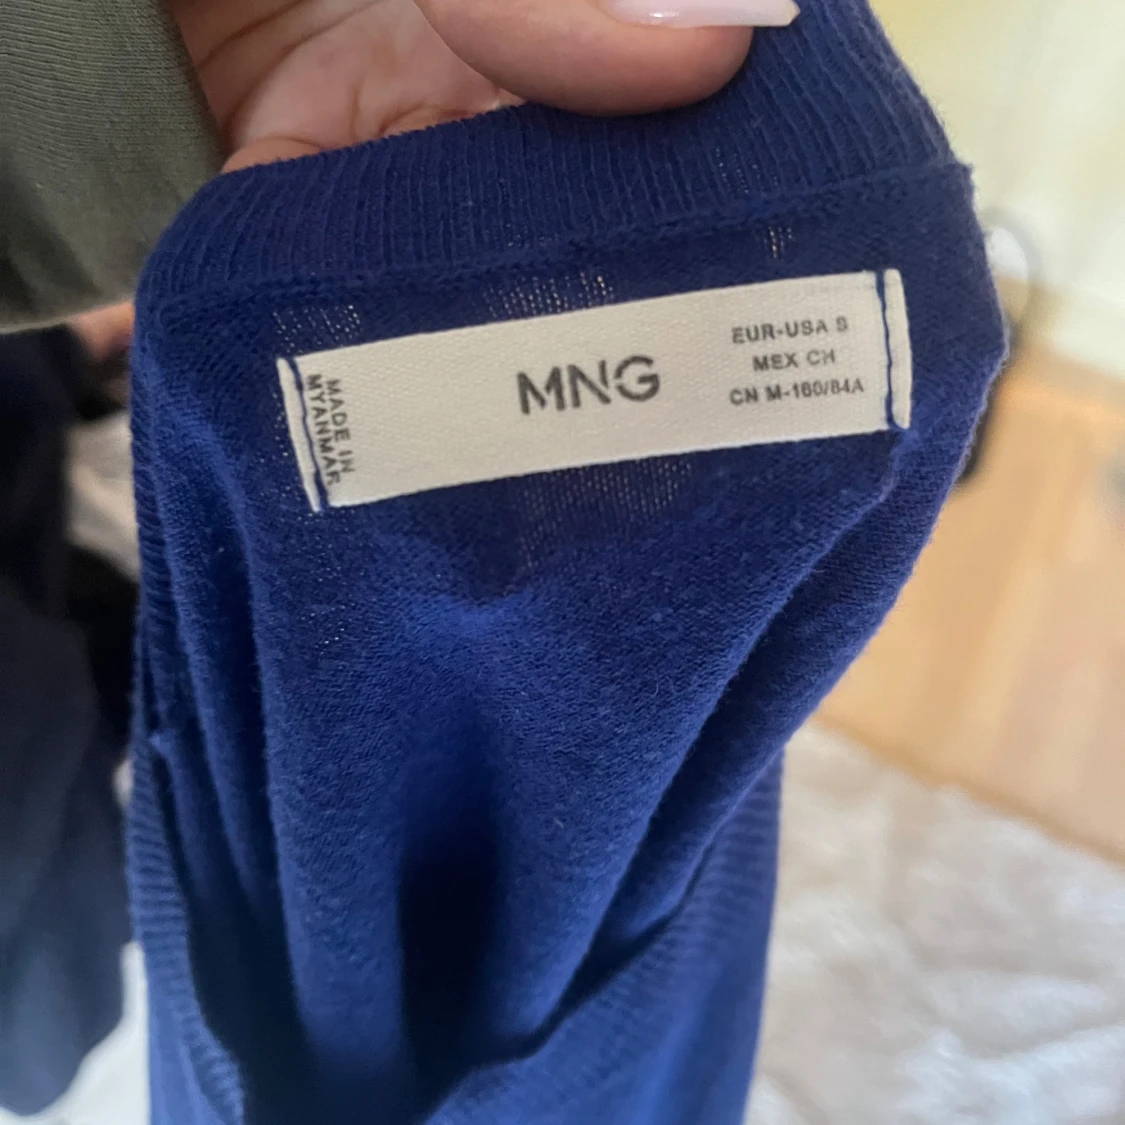 MADE IN
MYANMAR
MNG
EUR-USA S
MEX CH
CN M-160/84A